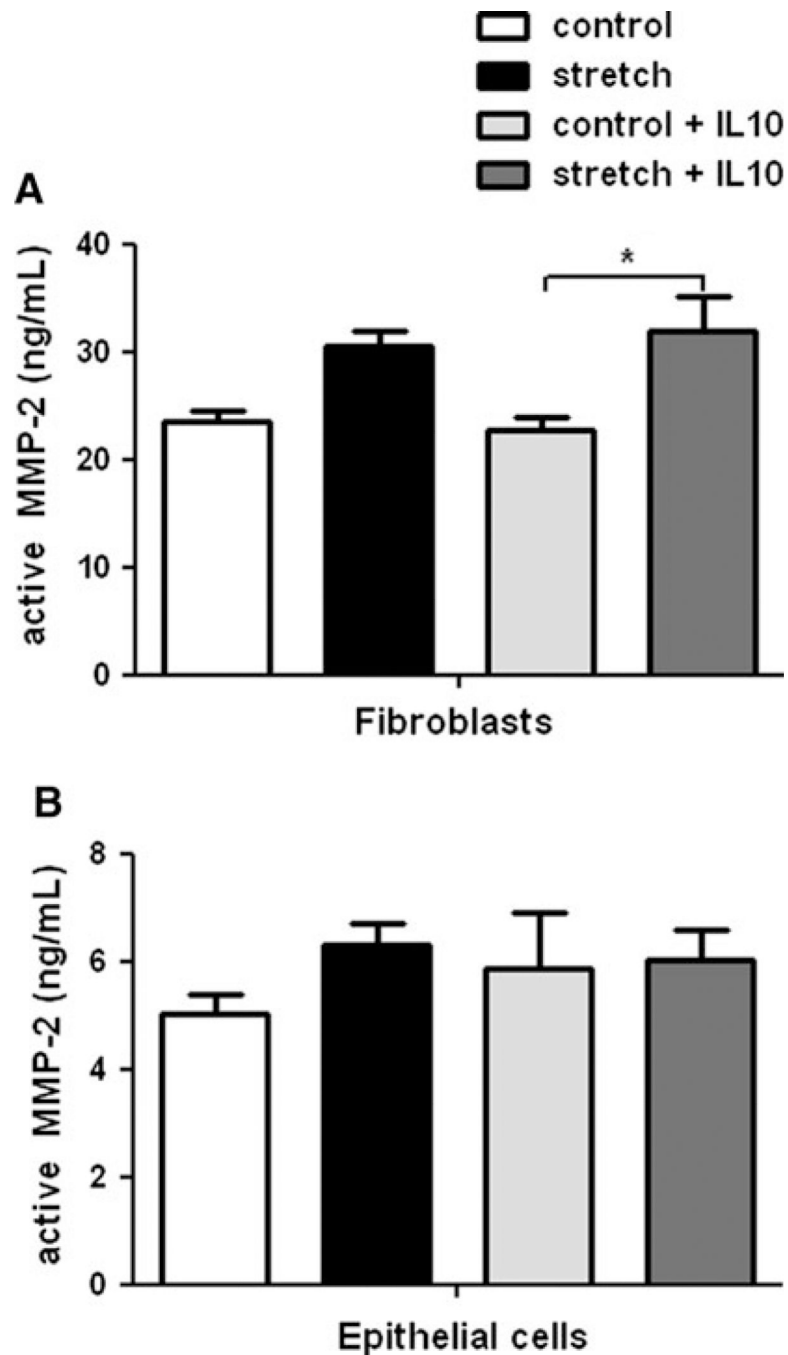 control
stretch
control + IL10
stretch + IL10
A
active MMP-2 (ng/mL)
40
30
20
10
0
*
Fibroblasts
B
active MMP-2 (ng/mL)
8
6
4
2
0
Epithelial cells